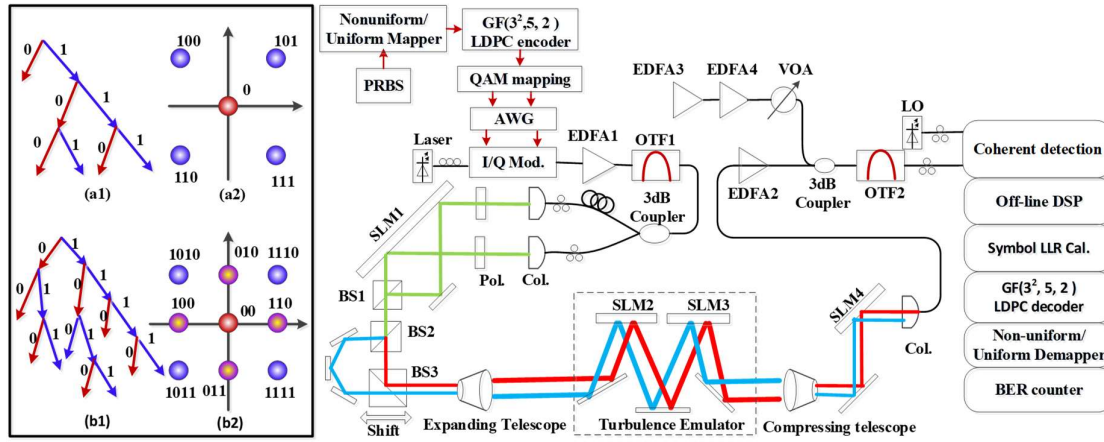 0
1
0
1
0
1
0
1
(a1)
100
101
0
110
111
(a2)
0
1
0
1
0
1
0
1
0
1
0
1
0
1
0
1
(b1)
1010
010
1110
100
00
110
1011
011
1111
(b2)
Nonuniform/
Uniform Mapper
PRBS
GF(3²,5, 2 )
LDPC encoder
QAM mapping
AWG
I/Q Mod.
Laser
EDFA1
OTF1
3dB
Coupler
SLM1
Pol.
Col.
BS1
BS2
BS3
Shift
Expanding Telescope
SLM2
SLM3
Turbulence Emulator
Compressing telescope
SLM4
Col.
EDFA3
EDFA4
VOA
EDFA2
3dB
Coupler
LO
OTF2
Coherent detection
Off-line DSP
Symbol LLR Cal.
GF(3², 5, 2 )
LDPC decoder
Non-uniform/
Uniform Demapper
BER counter